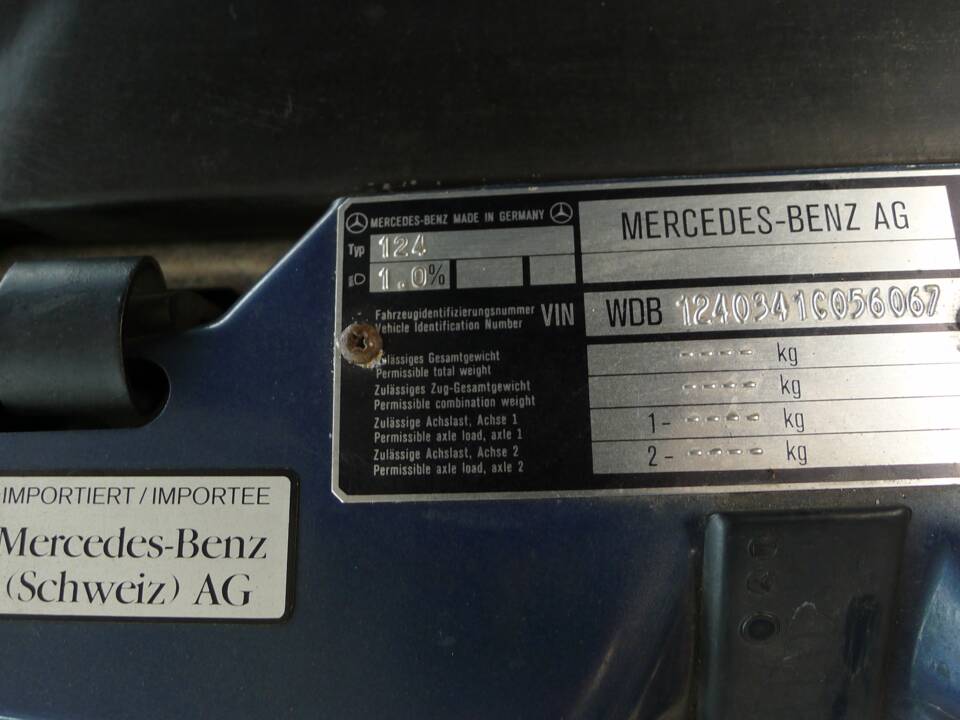 MERCEDES-BENZ MADE IN GERMANY
MERCEDES-BENZ AG
Typ 124
1.0%
Fahrzeugidentifizierungsnummer
Vehicle Identification Number
VIN
WDB 1240341C056067
Zulässiges Gesamtgewicht
Permissible total weight
---- kg
Zulässiges Zug-Gesamtgewicht
Permissible combination weight
---- kg
Zulässige Achslast, Achse 1
Permissible axle load, axle 1
1- ---- kg
Zulässige Achslast, Achse 2
Permissible axle load, axle 2
2- ---- kg
IMPORTIERT / IMPORTEE
Mercedes-Benz
(Schweiz) AG